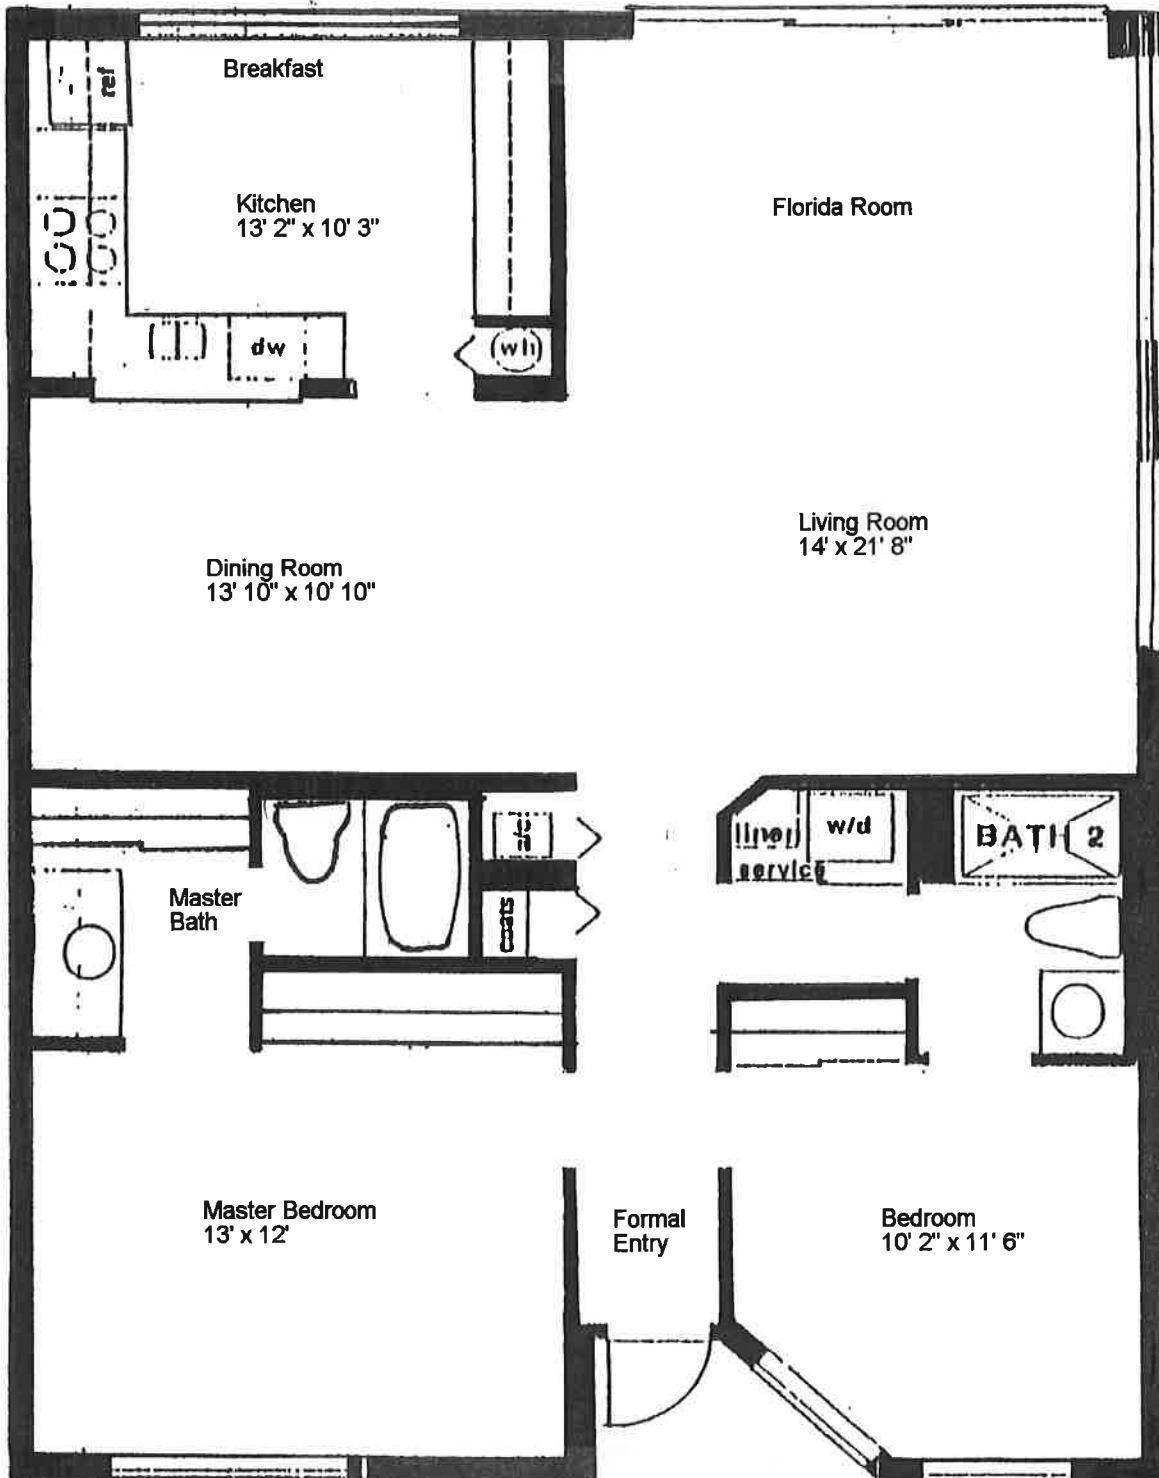 ref
Breakfast
Kitchen
13' 2" x 10' 3"
Florida Room
dw
wh
Living Room
14' x 21' 8"
Dining Room
13' 10" x 10' 10"
a/c
linen
w/d
BATH 2
service
Master
Bath
coats
Master Bedroom
13' x 12'
Formal
Entry
Bedroom
10' 2" x 11' 6"